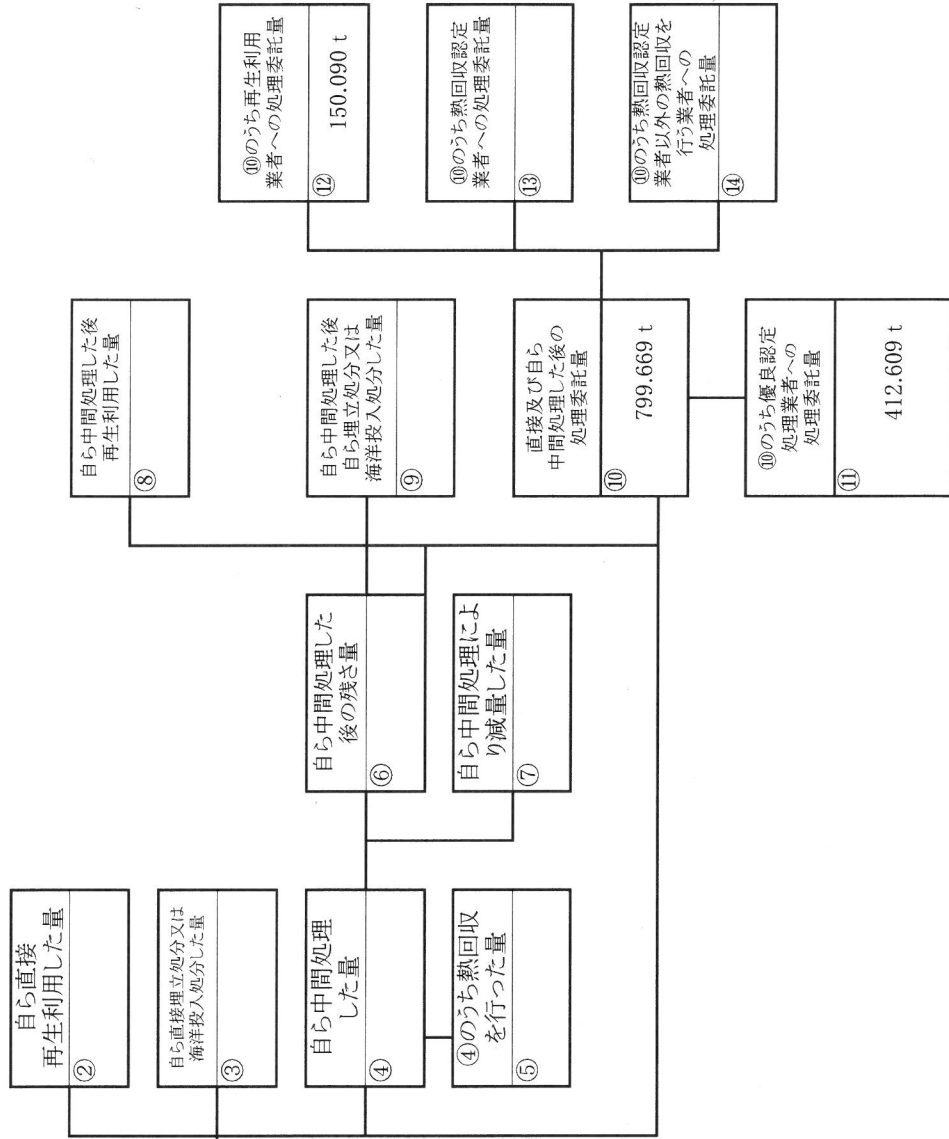 自ら直接
再生利用した量
②
自ら直接埋立処分又は
海洋投入処分した量
③
自ら中間処理
した量
④
④のうち熱回収
を行った量
⑤
自ら中間処理した
後の残さ量
⑥
自ら中間処理によ
り減量した量
⑦
自ら中間処理した後
再生利用した量
⑧
自ら中間処理した後
自ら埋立処分又は
海洋投入処分した量
⑨
直接及び自ら
中間処理した後の
処理委託量
⑩
799.669 t
⑩のうち優良認定
処理業者への
処理委託量
⑪
412.609 t
⑩のうち再生利用
業者への処理委託量
⑫
150.090 t
⑩のうち熱回収認定
業者への処理委託量
⑬
⑩のうち熱回収認定
業者以外の熱回収を
行う業者への
処理委託量
⑭